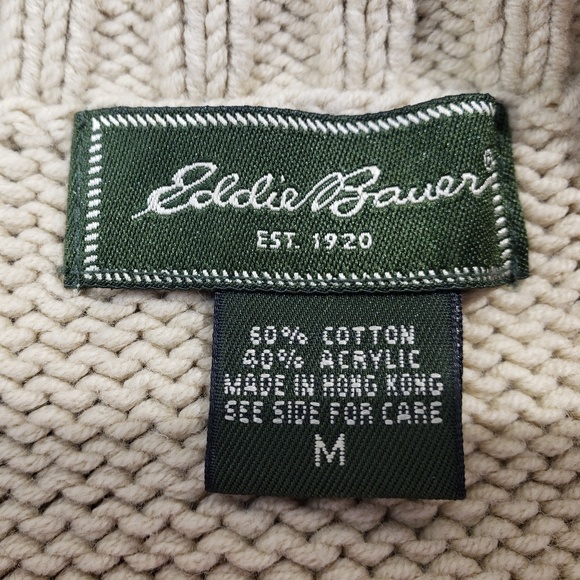 Eddie Bauer®
EST. 1920
60% COTTON
40% ACRYLIC
MADE IN HONG KONG
SEE SIDE FOR CARE
M